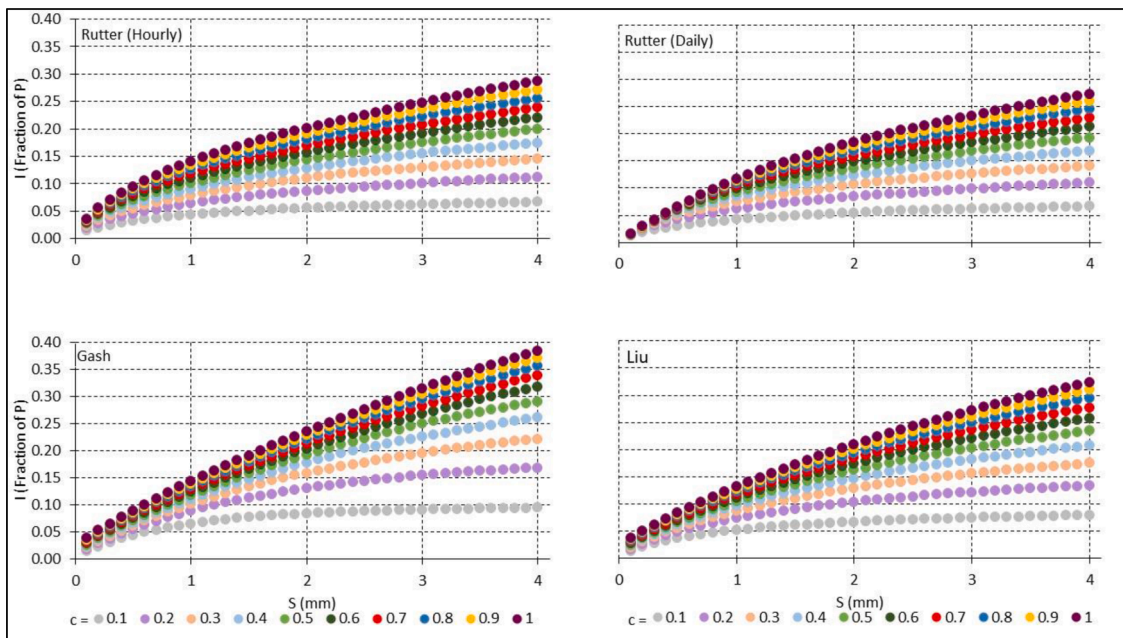 Rutter (Hourly)
I (Fraction of P)
0.40
0.35
0.30
0.25
0.20
0.15
0.10
0.05
0.00
0 1 2 3 4
Rutter (Daily)
0 1 2 3 4
Gash
I (Fraction of P)
0.40
0.35
0.30
0.25
0.20
0.15
0.10
0.05
0.00
0 1 2 3 4
S (mm)
Liu
0 1 2 3 4
S (mm)
c = 0.1 0.2 0.3 0.4 0.5 0.6 0.7 0.8 0.9 1
c = 0.1 0.2 0.3 0.4 0.5 0.6 0.7 0.8 0.9 1